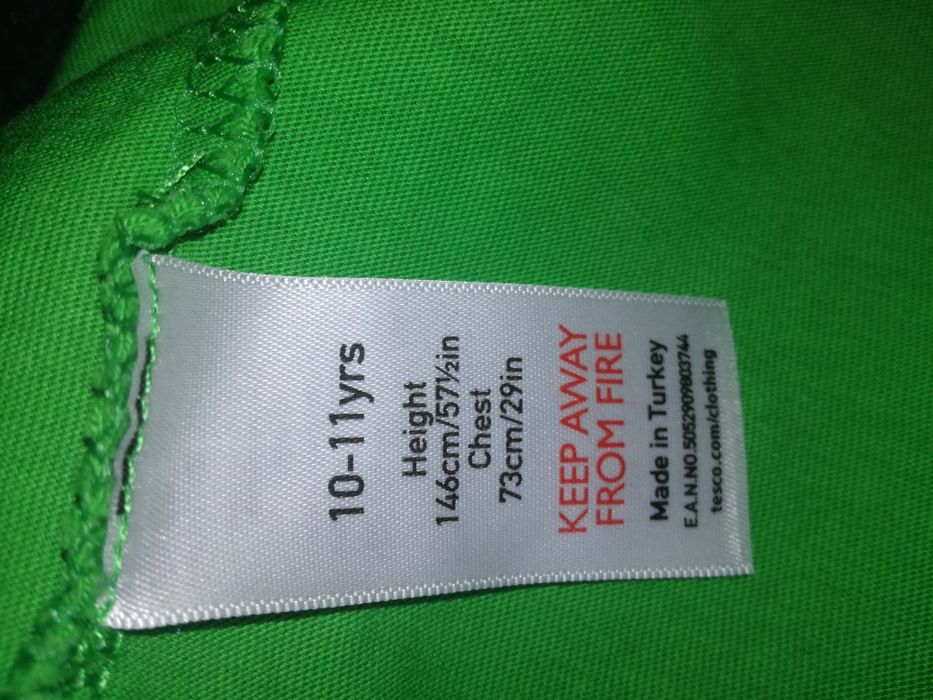 10-11yrs
Height
146cm/57½in
Chest
73cm/29in
KEEP AWAY
FROM FIRE
Made in Turkey
E.A.N.NO.5052909803744
tesco.com/clothing